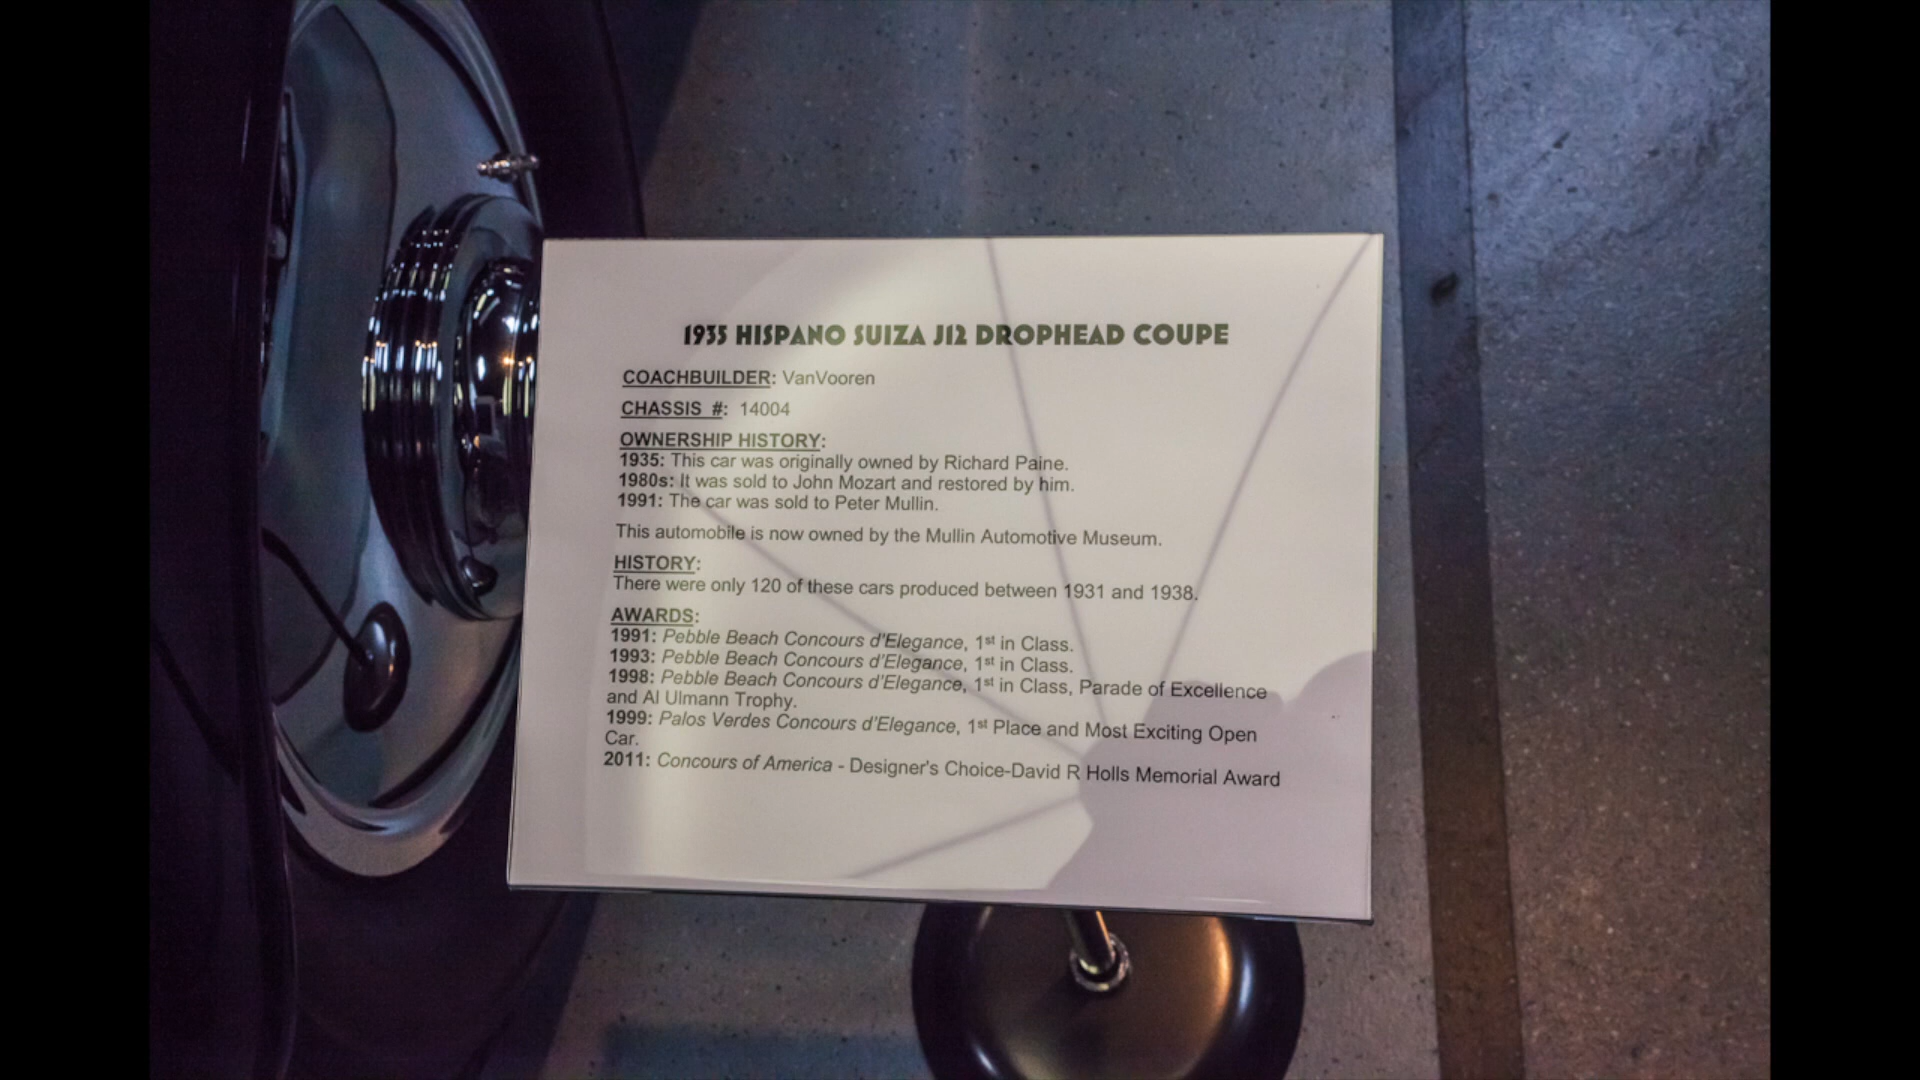 1935 HISPANO SUIZA J12 DROPHEAD COUPE
COACHBUILDER: VanVooren
CHASSIS #: 14004
OWNERSHIP HISTORY:
1935: This car was originally owned by Richard Paine.
1980s: It was sold to John Mozart and restored by him.
1991: The car was sold to Peter Mullin.
This automobile is now owned by the Mullin Automotive Museum.
HISTORY:
There were only 120 of these cars produced between 1931 and 1938.
AWARDS:
1991: Pebble Beach Concours d'Elegance, 1st in Class.
1993: Pebble Beach Concours d'Elegance, 1st in Class.
1998: Pebble Beach Concours d'Elegance, 1st in Class, Parade of Excellence
and Al Ulmann Trophy.
1999: Palos Verdes Concours d'Elegance, 1st Place and Most Exciting Open
Car.
2011: Concours of America - Designer's Choice-David R Holls Memorial Award